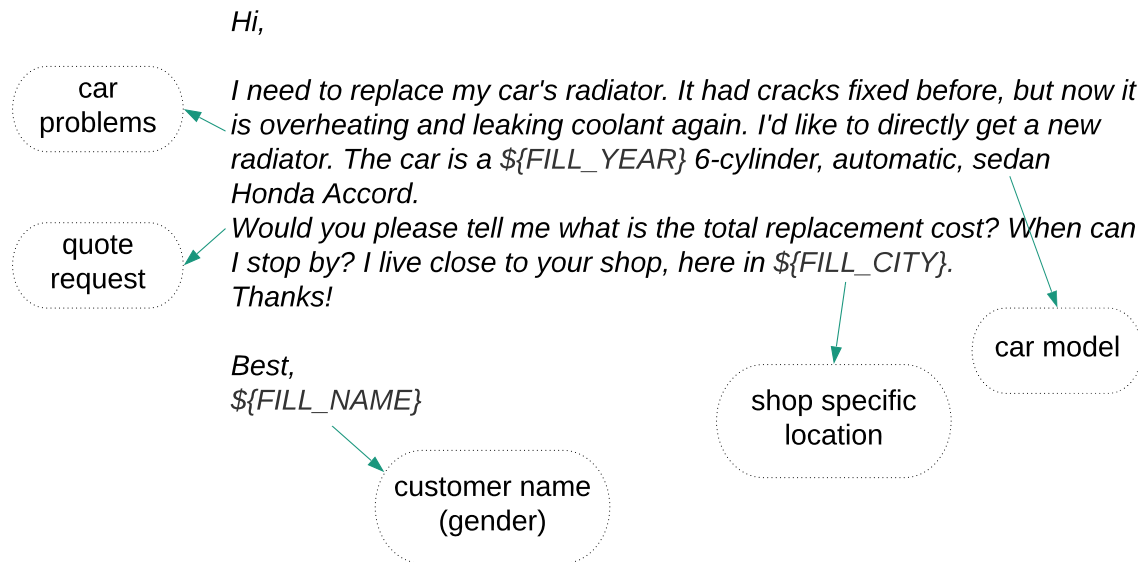 Hi,
I need to replace my car's radiator. It had cracks fixed before, but now it
is overheating and leaking coolant again. I'd like to directly get a new
radiator. The car is a ${FILL_YEAR} 6-cylinder, automatic, sedan
Honda Accord.
Would you please tell me what is the total replacement cost? When can
I stop by? I live close to your shop, here in ${FILL_CITY}.
Thanks!
Best,
${FILL_NAME}
car
problems
quote
request
car model
shop specific
location
customer name
(gender)